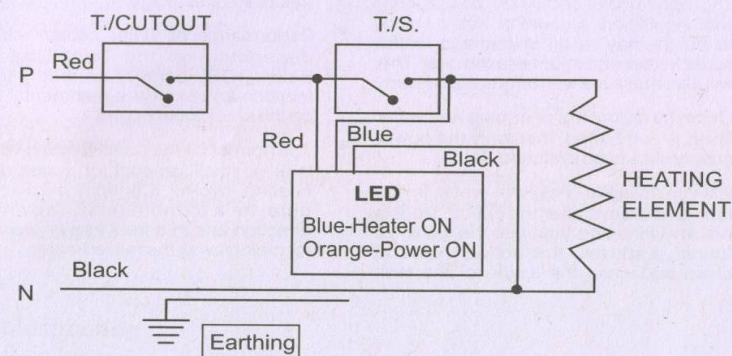 T./CUTOUT
T./S.
Red
P
Red
Blue
Black
LED
Blue-Heater ON
Orange-Power ON
HEATING
ELEMENT
Black
N
Earthing